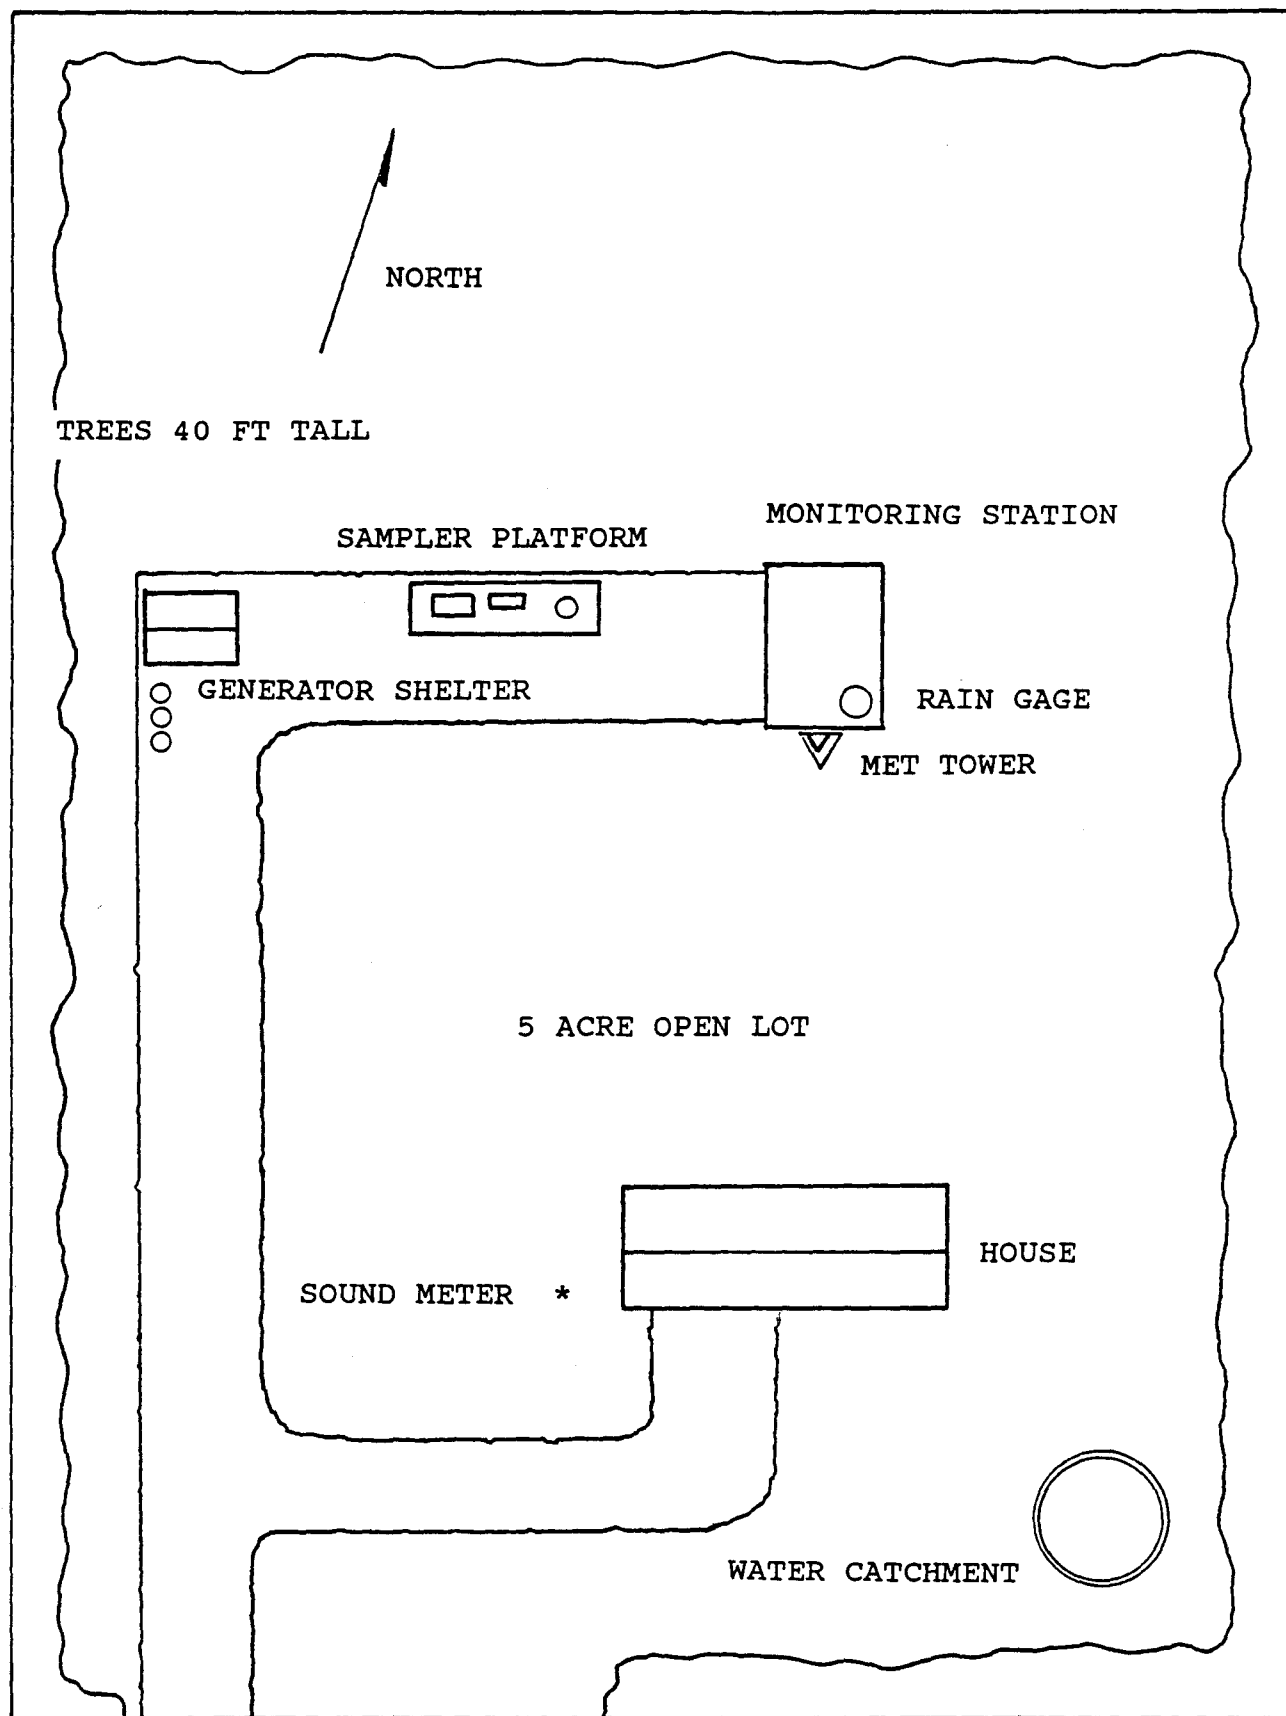 NORTH
TREES 40 FT TALL
MONITORING STATION
SAMPLER PLATFORM
GENERATOR SHELTER
RAIN GAGE
MET TOWER
5 ACRE OPEN LOT
HOUSE
SOUND METER *
WATER CATCHMENT